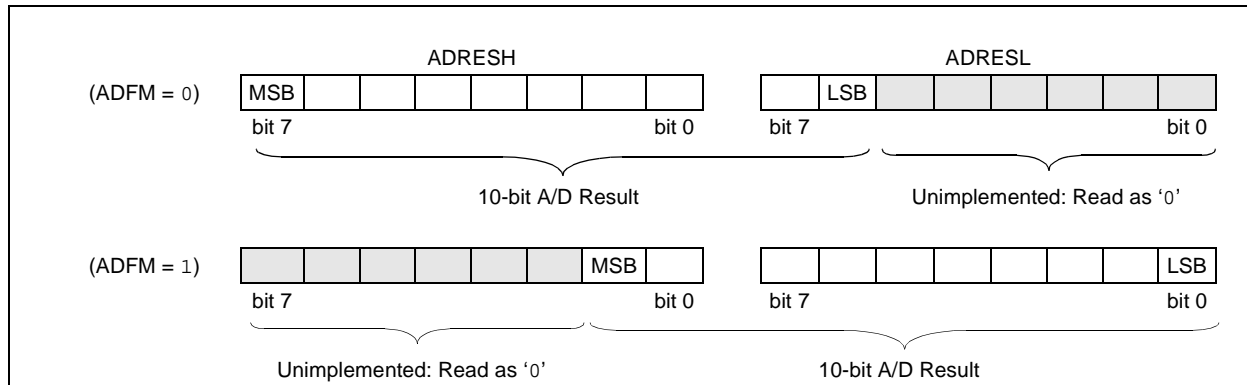 ADRESH ADRESL
(ADFM = 0) MSB LSB
bit 7 bit 0 bit 7 bit 0
10-bit A/D Result Unimplemented: Read as ‘0’
(ADFM = 1) MSB LSB
bit 7 bit 0 bit 7 bit 0
Unimplemented: Read as ‘0’ 10-bit A/D Result